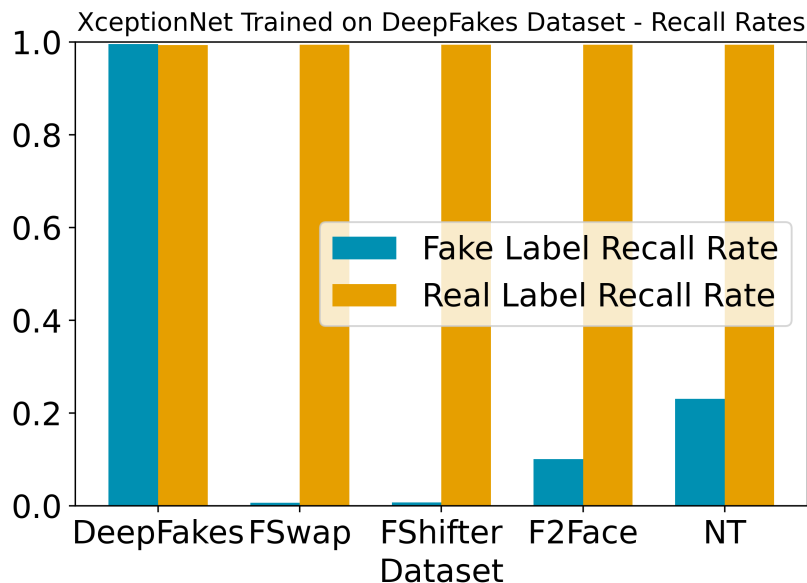 XceptionNet Trained on DeepFakes Dataset - Recall Rates
1.0
0.8
0.6
0.4
0.2
0.0
Fake Label Recall Rate
Real Label Recall Rate
DeepFakes FSwap FShifter F2Face NT
Dataset